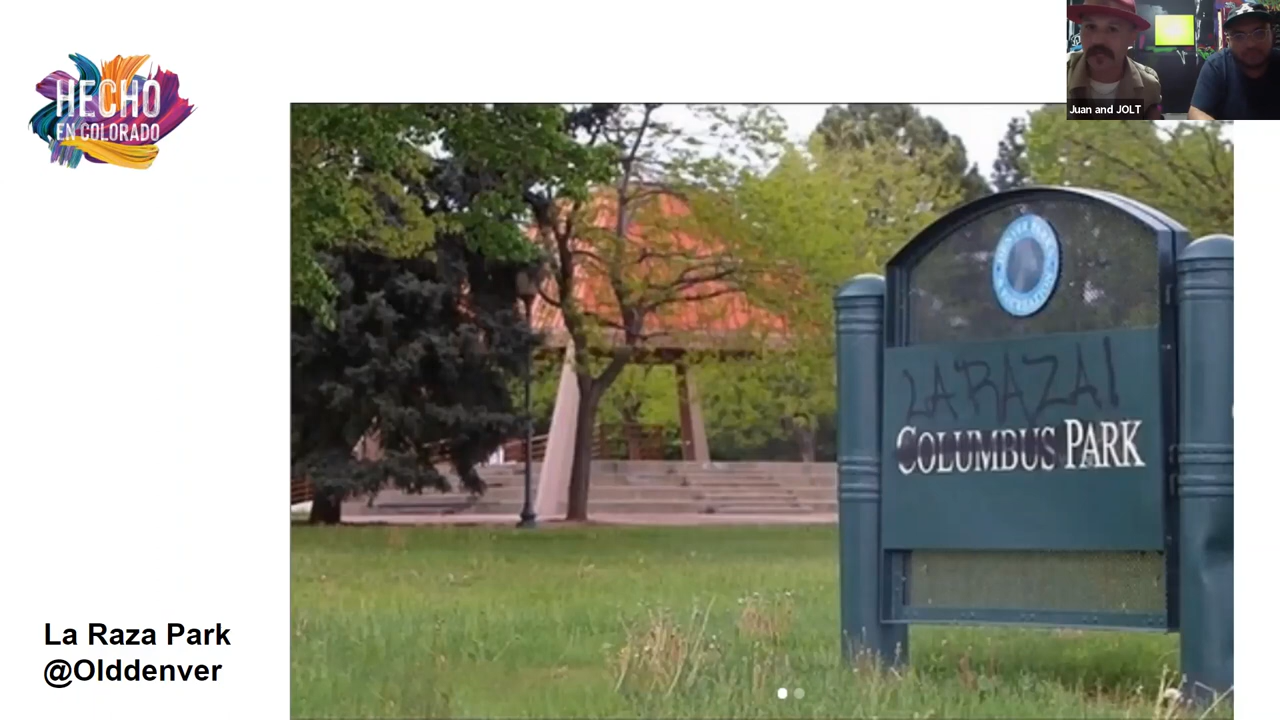 HECHO
EN COLORADO
Juan and JOLT
LA RAZA!
COLUMBUS PARK
La Raza Park
@Olddenver